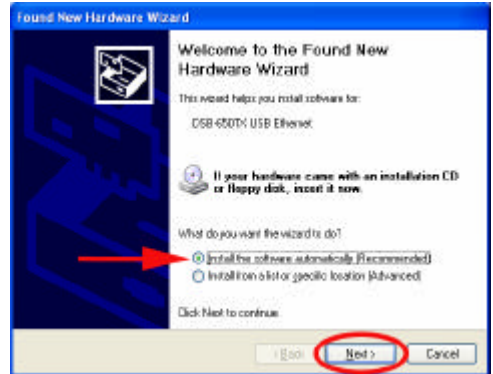 Found New Hardware Wizard
Welcome to the Found New
Hardware Wizard
This wizard helps you install software for:
DSB-650TX USB Ethernet
If your hardware came with an installation CD
or floppy disk, insert it now.
What do you want the wizard to do?
Install the software automatically (Recommended)
Install from a list or specific location (Advanced)
Click Next to continue.
< Back
Next >
Cancel